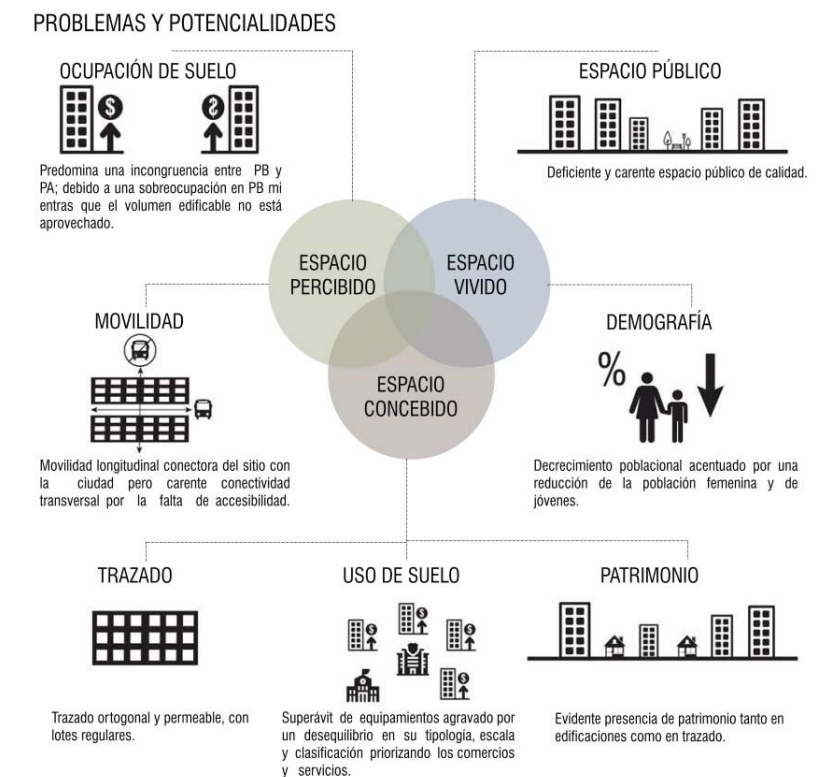 PROBLEMAS Y POTENCIALIDADES
OCUPACIÓN DE SUELO
$
$
Predomina una incongruencia entre PB y
PA; debido a una sobreocupación en PB mi
entras que el volumen edificable no está
aprovechado.
ESPACIO PÚBLICO
Deficiente y carente espacio público de calidad.
ESPACIO
PERCIBIDO
ESPACIO
VIVIDO
ESPACIO
CONCEBIDO
MOVILIDAD
Movilidad longitudinal conectora del sitio con
la ciudad pero carente conectividad
transversal por la falta de accesibilidad.
DEMOGRAFÍA
%
Decrecimiento poblacional acentuado por una
reducción de la población femenina y de
jóvenes.
TRAZADO
Trazado ortogonal y permeable, con
lotes regulares.
USO DE SUELO
$
$
$
$
Superávit de equipamientos agravado por
un desequilibrio en su tipología, escala
y clasificación priorizando los comercios
y servicios.
PATRIMONIO
Evidente presencia de patrimonio tanto en
edificaciones como en trazado.